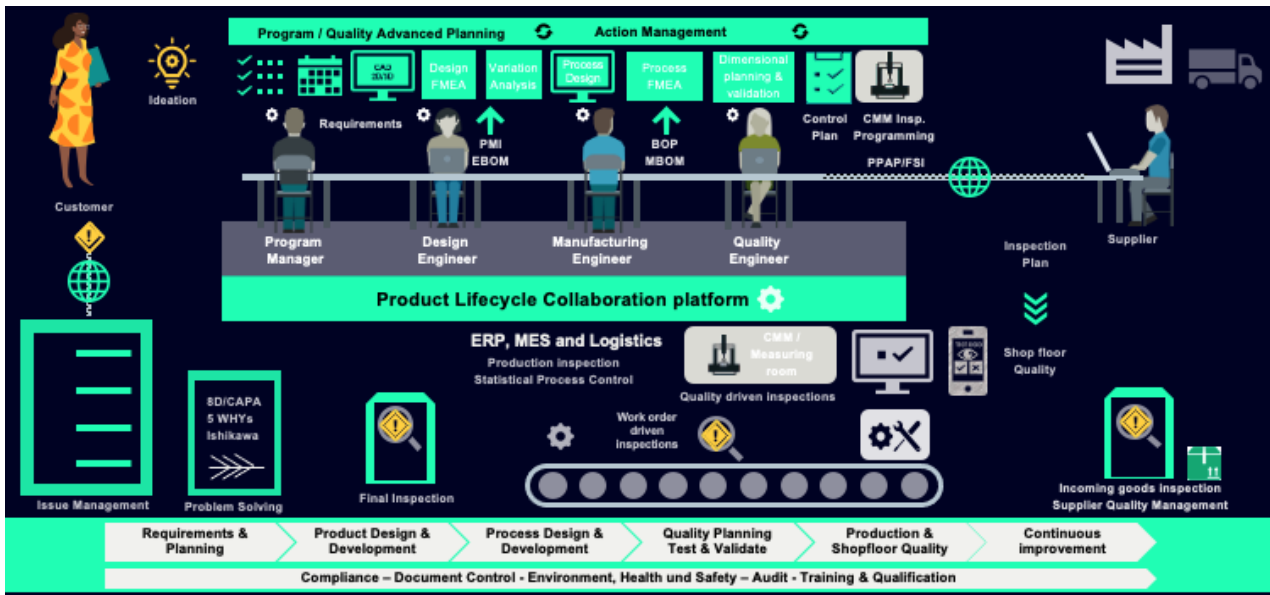 Program / Quality Advanced Planning
Action Management
Ideation
CAD
2D/3D
Design
FMEA
Variation
Analysis
Process
Design
Process
FMEA
Dimensional
planning &
validation
Requirements
PMI
EBOM
BOP
MBOM
Control
Plan
CMM Insp.
Programming
PPAP/FSI
Customer
Program
Manager
Design
Engineer
Manufacturing
Engineer
Quality
Engineer
Supplier
Inspection
Plan
Product Lifecycle Collaboration platform
ERP, MES and Logistics
Production inspection
Statistical Process Control
CMM /
Measuring
room
Quality driven inspections
Shop floor
Quality
8D/CAPA
5 WHYs
Ishikawa
Work order
driven
inspections
Issue Management
Problem Solving
Final Inspection
Incoming goods inspection
Supplier Quality Management
Requirements &
Planning
Product Design &
Development
Process Design &
Development
Quality Planning
Test & Validate
Production &
Shopfloor Quality
Continuous
improvement
Compliance – Document Control - Environment, Health und Safety – Audit - Training & Qualification